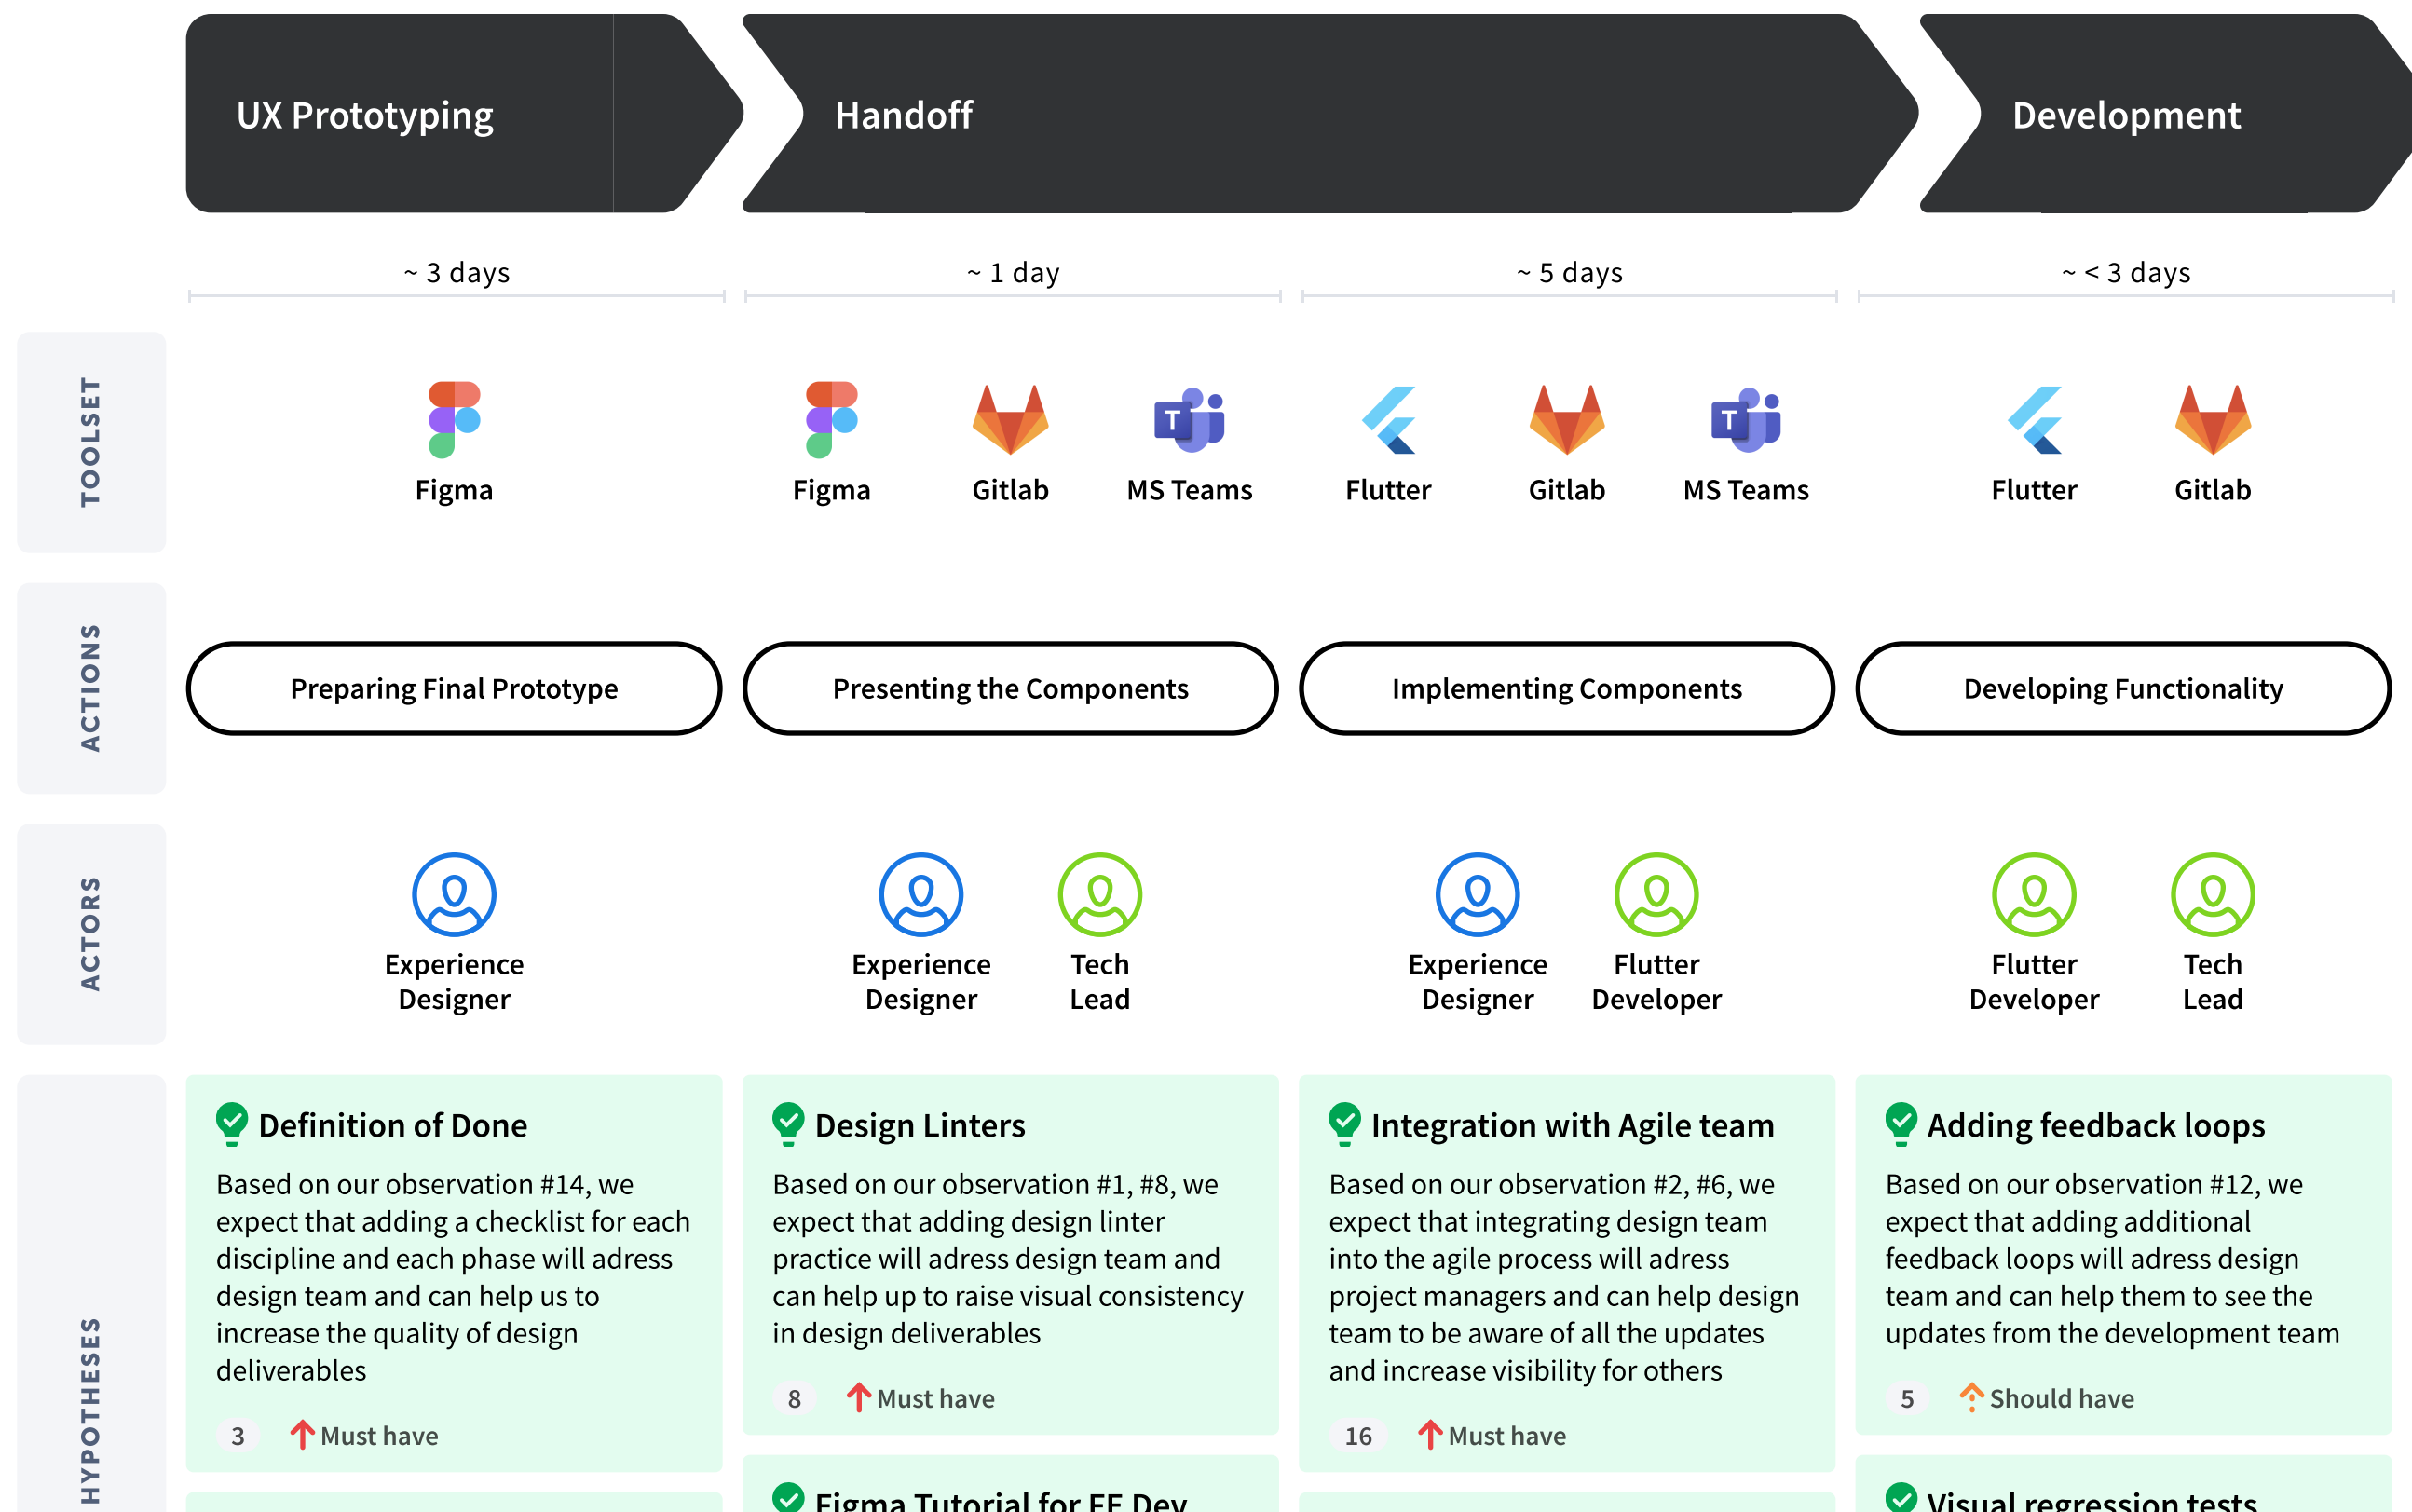 UX Prototyping
Handoff
Development
~ 3 days
~ 1 day
~ 5 days
~ < 3 days
TOOLSET
Figma
Figma
Gitlab
T
MS Teams
Flutter
Gitlab
T
MS Teams
Flutter
Gitlab
ACTIONS
Preparing Final Prototype
Presenting the Components
Implementing Components
Developing Functionality
ACTORS
Experience
Designer
Experience
Designer
Tech
Lead
Experience
Designer
Flutter
Developer
Flutter
Developer
Tech
Lead
HYPOTHESES
Definition of Done
Based on our observation #14, we
expect that adding a checklist for each
discipline and each phase will adress
design team and can help us to
increase the quality of design
deliverables
3
Must have
Design Linters
Based on our observation #1, #8, we
expect that adding design linter
practice will adress design team and
can help up to raise visual consistency
in design deliverables
8
Must have
Figma Tutorial for FE Dev
Integration with Agile team
Based on our observation #2, #6, we
expect that integrating design team
into the agile process will adress
project managers and can help design
team to be aware of all the updates
and increase visibility for others
16
Must have
Adding feedback loops
Based on our observation #12, we
expect that adding additional
feedback loops will adress design
team and can help them to see the
updates from the development team
5
Should have
Visual regression tests